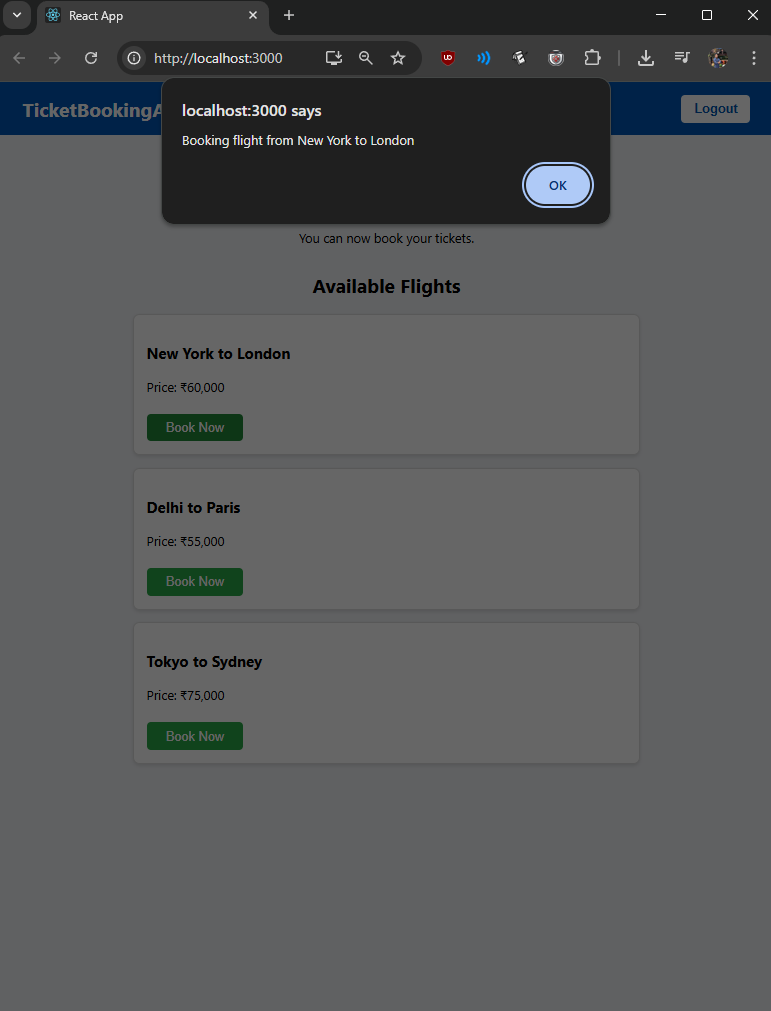 React App
http://localhost:3000
TicketBookingA
Logout
localhost:3000 says
Booking flight from New York to London
OK
You can now book your tickets.
Available Flights
New York to London
Price: ₹60,000
Book Now
Delhi to Paris
Price: ₹55,000
Book Now
Tokyo to Sydney
Price: ₹75,000
Book Now